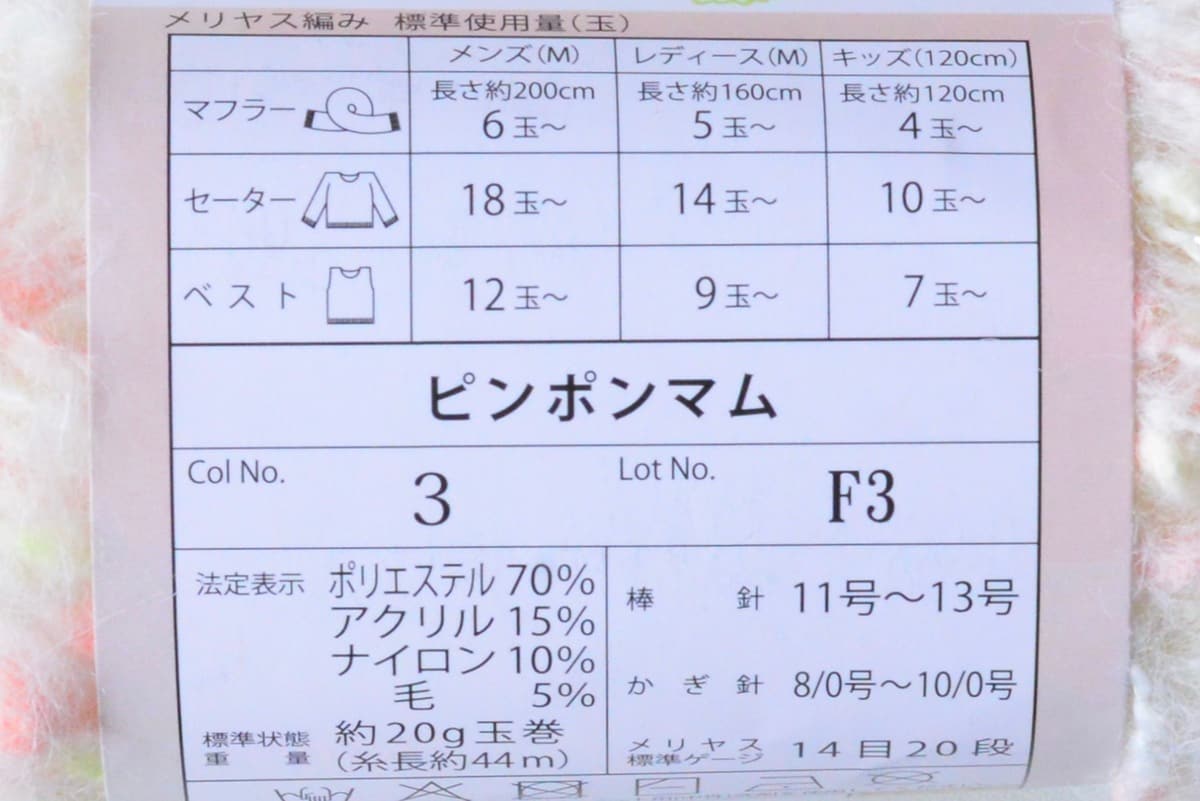 メリヤス編み 標準使用量(玉)
メンズ(M) レディース(M) キッズ(120cm)
マフラー 長さ約200cm 6玉～ 長さ約160cm 5玉～ 長さ約120cm 4玉～
セーター 18玉～ 14玉～ 10玉～
ベスト 12玉～ 9玉～ 7玉～
ピンポンマム
Col No. 3 Lot No. F3
法定表示 ポリエステル 70%
アクリル 15%
ナイロン 10%
毛 5%
標準状態重量 約20g玉巻
(糸長約44m)
棒針 11号～13号
かぎ針 8/0号～10/0号
メリヤス標準ゲージ 14目20段